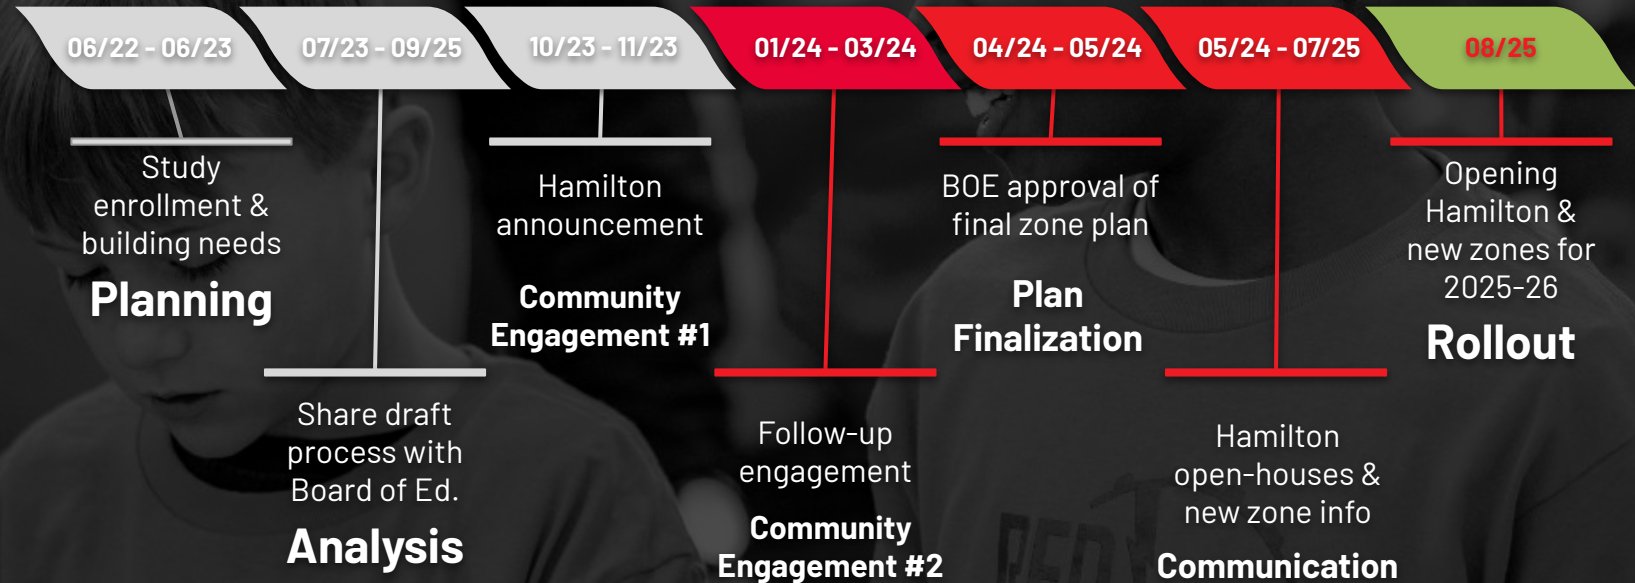 06/22 - 06/23
07/23 - 09/25
10/23 - 11/23
01/24 - 03/24
04/24 - 05/24
05/24 - 07/25
08/25
Study
enrollment &
building needs
Planning
Share draft
process with
Board of Ed.
Analysis
Hamilton
announcement
Community
Engagement #1
Follow-up
engagement
Community
Engagement #2
BOE approval of
final zone plan
Plan
Finalization
Hamilton
open-houses &
new zone info
Communication
Opening
Hamilton &
new zones for
2025-26
Rollout